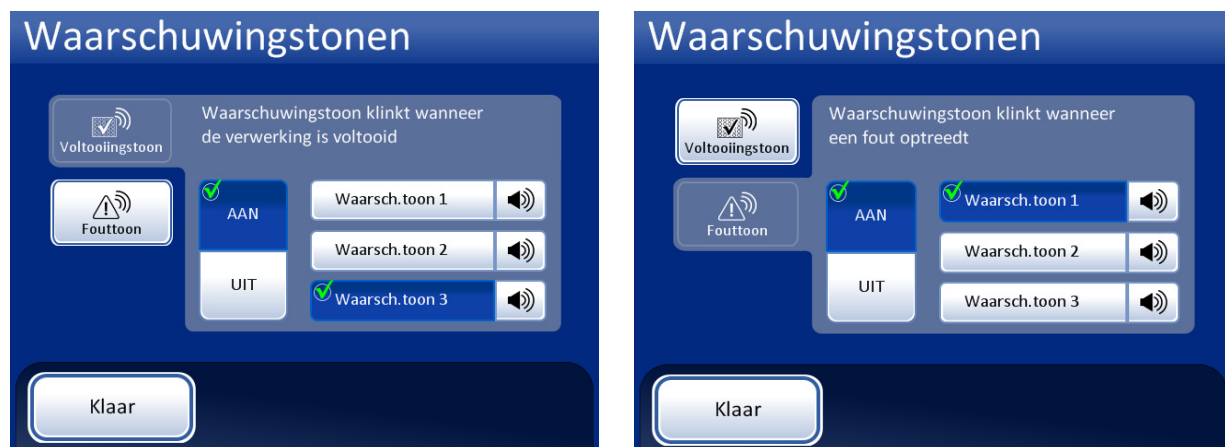 Waarschuwingstonen
Voltooiingstoon
Waarschuwingstoon klinkt wanneer
de verwerking is voltooid
Fouttoon
AAN
UIT
Waarsch.toon 1
Waarsch.toon 2
Waarsch.toon 3
Klaar
Waarschuwingstonen
Voltooiingstoon
Waarschuwingstoon klinkt wanneer
een fout optreedt
Fouttoon
AAN
UIT
Waarsch.toon 1
Waarsch.toon 2
Waarsch.toon 3
Klaar